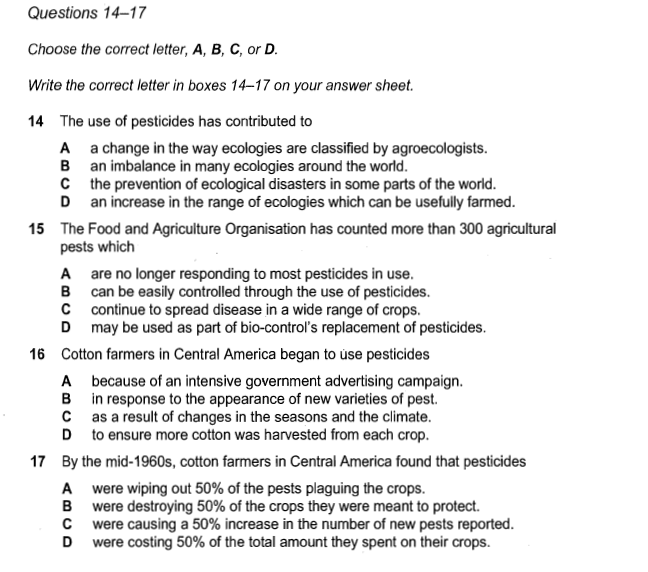 Questions 14–17
Choose the correct letter, A, B, C, or D.
Write the correct letter in boxes 14–17 on your answer sheet.
14 The use of pesticides has contributed to
A a change in the way ecologies are classified by agroecologists.
B an imbalance in many ecologies around the world.
C the prevention of ecological disasters in some parts of the world.
D an increase in the range of ecologies which can be usefully farmed.
15 The Food and Agriculture Organisation has counted more than 300 agricultural
pests which
A are no longer responding to most pesticides in use.
B can be easily controlled through the use of pesticides.
C continue to spread disease in a wide range of crops.
D may be used as part of bio-control's replacement of pesticides.
16 Cotton farmers in Central America began to use pesticides
A because of an intensive government advertising campaign.
B in response to the appearance of new varieties of pest.
C as a result of changes in the seasons and the climate.
D to ensure more cotton was harvested from each crop.
17 By the mid-1960s, cotton farmers in Central America found that pesticides
A were wiping out 50% of the pests plaguing the crops.
B were destroying 50% of the crops they were meant to protect.
C were causing a 50% increase in the number of new pests reported.
D were costing 50% of the total amount they spent on their crops.